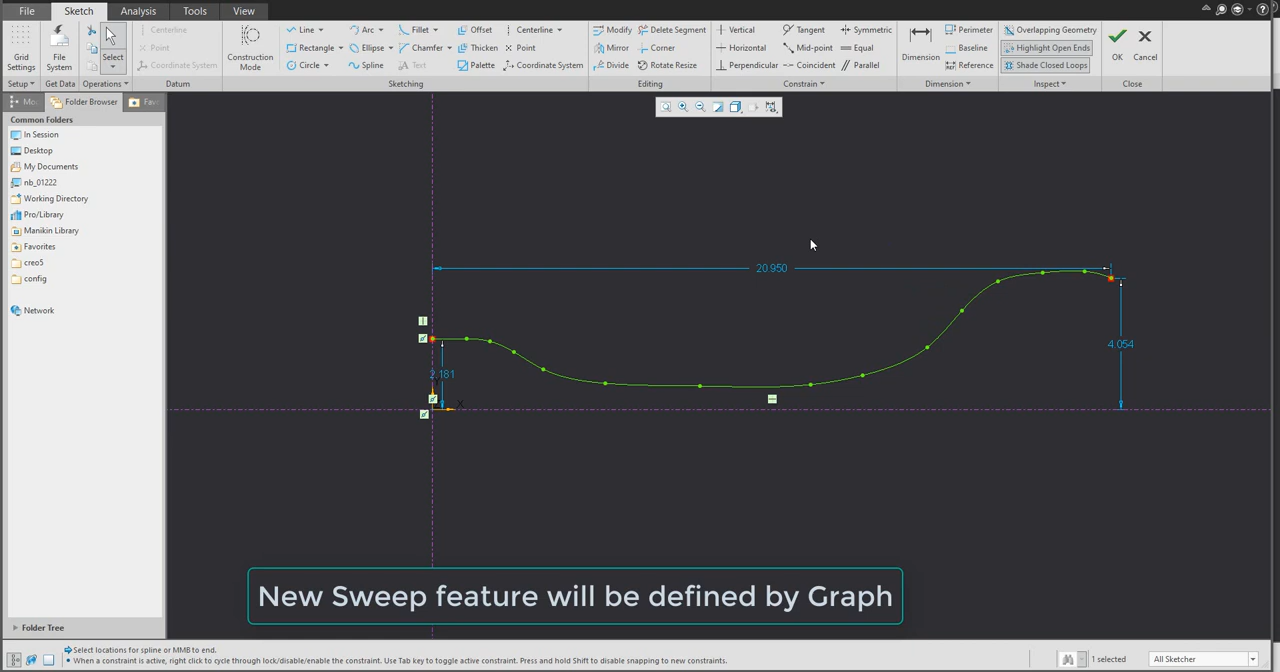 File Sketch Analysis Tools View
Centerline
Point
Coordinate System
Grid Settings
File System
Select
Line Arc Fillet Offset Centerline
Rectangle Ellipse Chamfer Thicken Point
Circle Spline Text Palette Coordinate System
Construction Mode
Modify Delete Segment
Mirror Corner
Divide Rotate Resize
Vertical Tangent Symmetric
Horizontal Mid-point Equal
Perpendicular Coincident Parallel
Dimension
Perimeter
Baseline
Reference
Overlapping Geometry
Highlight Open Ends
Shade Closed Loops
OK Cancel
Setup Get Data Operations Datum Sketching Editing Constrain Dimension Inspect Close
Mo Folder Browser Fav
Common Folders
In Session
Desktop
My Documents
nb_01222
Working Directory
Pro/Library
Manikin Library
Favorites
creo5
config
Network
Folder Tree
20.950
4.054
2.181
X
New Sweep feature will be defined by Graph
Select locations for spline or MMB to end.
When a constraint is active, right click to cycle through lock/disable/enable the constraint. Use Tab key to toggle active constraint. Press and hold Shift to disable snapping to new constraints.
1 selected
All Sketcher